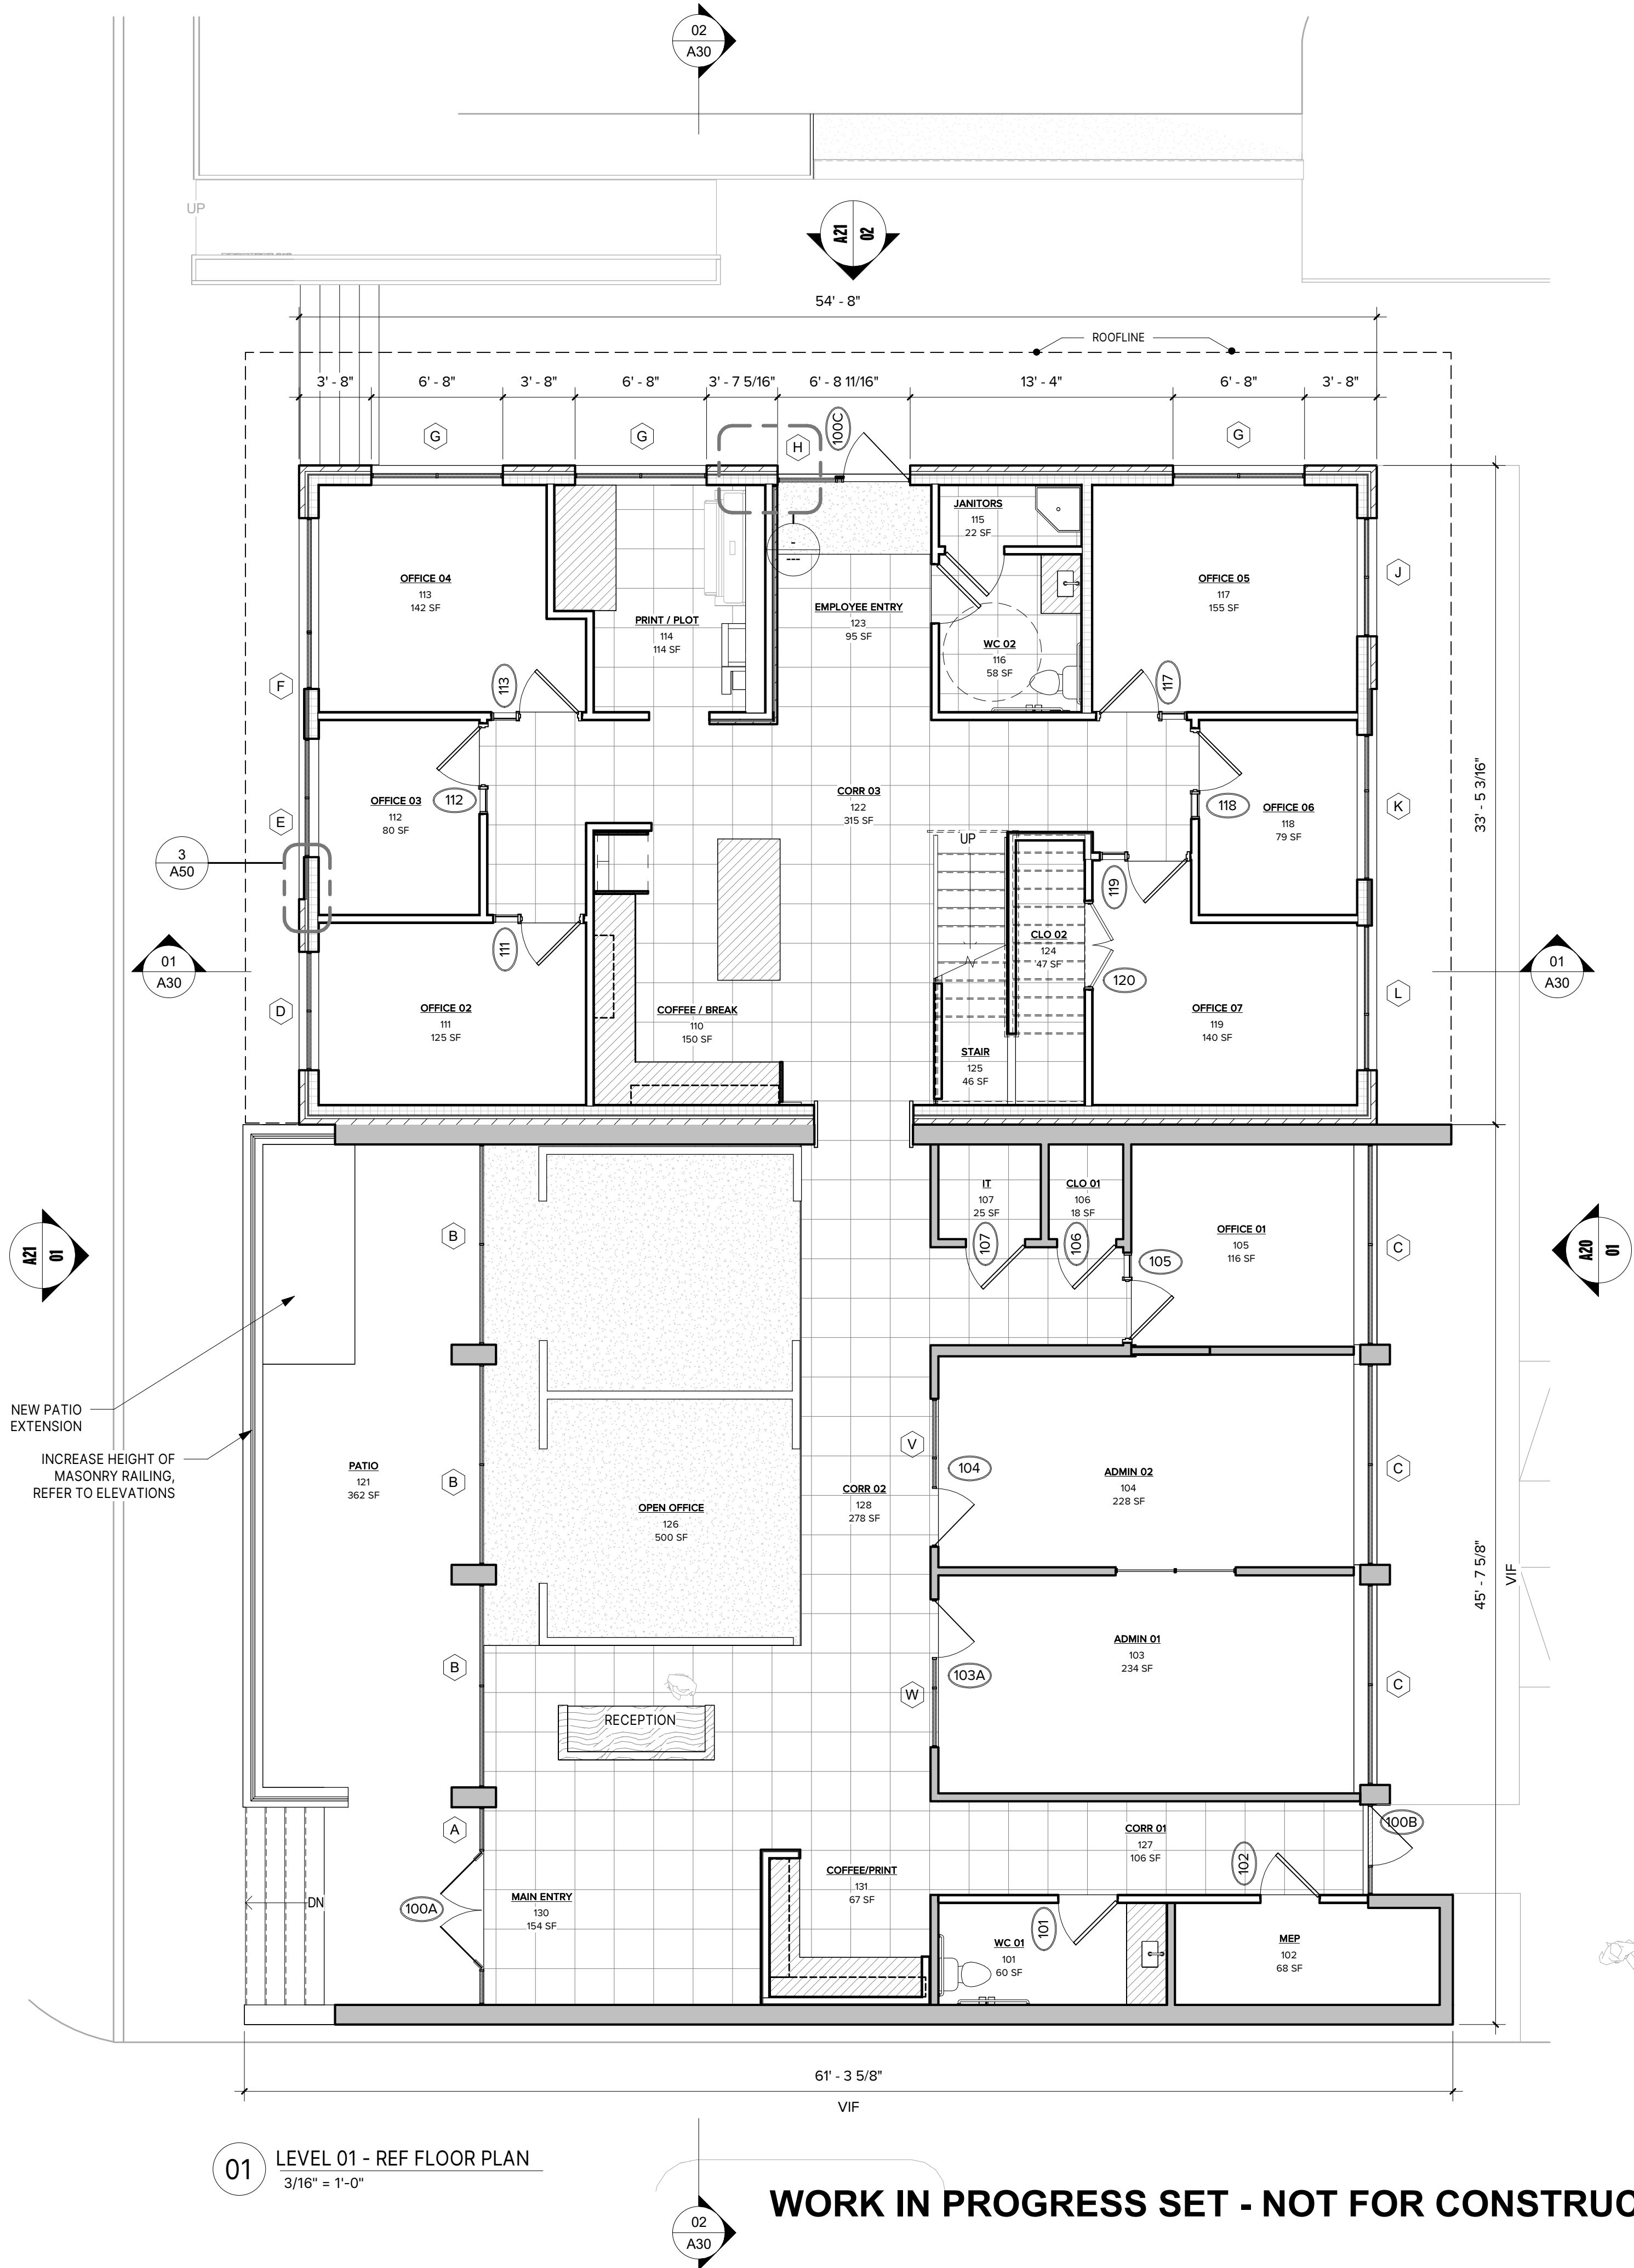 02
A30
UP
A21
02
54' - 8"
ROOFLINE
3' - 8"
6' - 8"
3' - 8"
6' - 8"
3' - 7 5/16"
6' - 8 11/16"
13' - 4"
6' - 8"
3' - 8"
G
G
H
100C
G
JANITORS
115
22 SF
-
---
OFFICE 04
113
142 SF
PRINT / PLOT
114
114 SF
EMPLOYEE ENTRY
123
95 SF
WC 02
116
58 SF
OFFICE 05
117
155 SF
J
F
113
117
33' - 5 3/16"
OFFICE 03
112
80 SF
112
CORR 03
122
315 SF
118
OFFICE 06
118
79 SF
K
E
UP
3
A50
119
111
CLO 02
124
47 SF
120
01
A30
01
A30
D
OFFICE 02
111
125 SF
COFFEE / BREAK
110
150 SF
STAIR
125
46 SF
OFFICE 07
119
140 SF
L
IT
107
25 SF
CLO 01
106
18 SF
107
106
OFFICE 01
105
116 SF
105
B
C
A21
01
A20
01
NEW PATIO
EXTENSION
INCREASE HEIGHT OF
MASONRY RAILING,
REFER TO ELEVATIONS
PATIO
121
362 SF
B
OPEN OFFICE
126
500 SF
CORR 02
128
278 SF
V
104
ADMIN 02
104
228 SF
C
45' - 7 5/8"
VIF
B
RECEPTION
W
103A
ADMIN 01
103
234 SF
C
A
100B
CORR 01
127
106 SF
102
COFFEE/PRINT
131
67 SF
DN
100A
MAIN ENTRY
130
154 SF
WC 01
101
60 SF
101
MEP
102
68 SF
61' - 3 5/8"
VIF
01
LEVEL 01 - REF FLOOR PLAN
3/16" = 1'-0"
02
A30
WORK IN PROGRESS SET - NOT FOR CONSTRUC